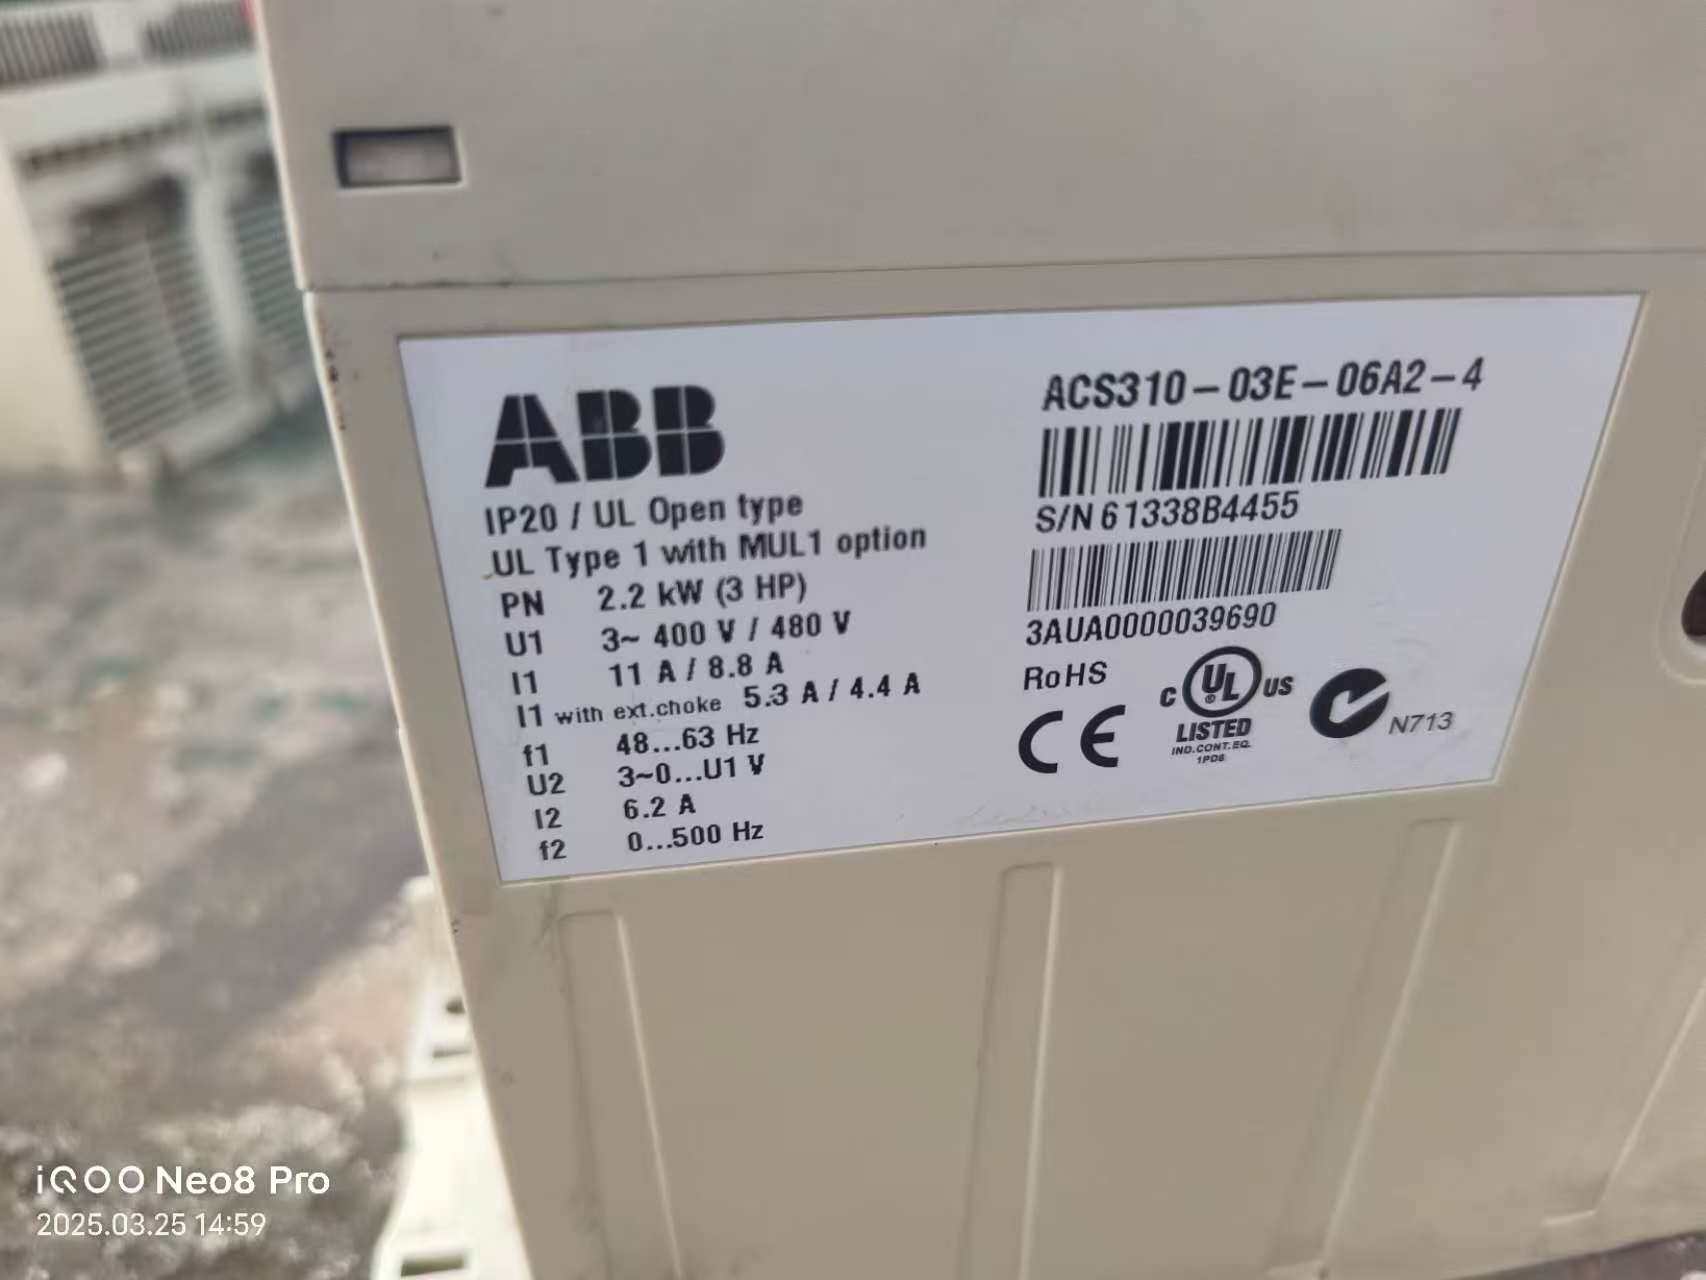 ABB
IP20 / UL Open type
UL Type 1 with MUL1 option
PN 2.2 kW (3 HP)
U1 3~ 400 V / 480 V
I1 11 A / 8.8 A
I1 with ext.choke 5.3 A / 4.4 A
f1 48...63 Hz
U2 3~0...U1 V
I2 6.2 A
f2 0...500 Hz
ACS310-03E-06A2-4
S/N 61338B4455
3AUA0000039690
RoHS
CE
C UL ® US
LISTED
IND.CONT.EQ.
1PD8
N713
iQOO Neo8 Pro
2025.03.25 14:59